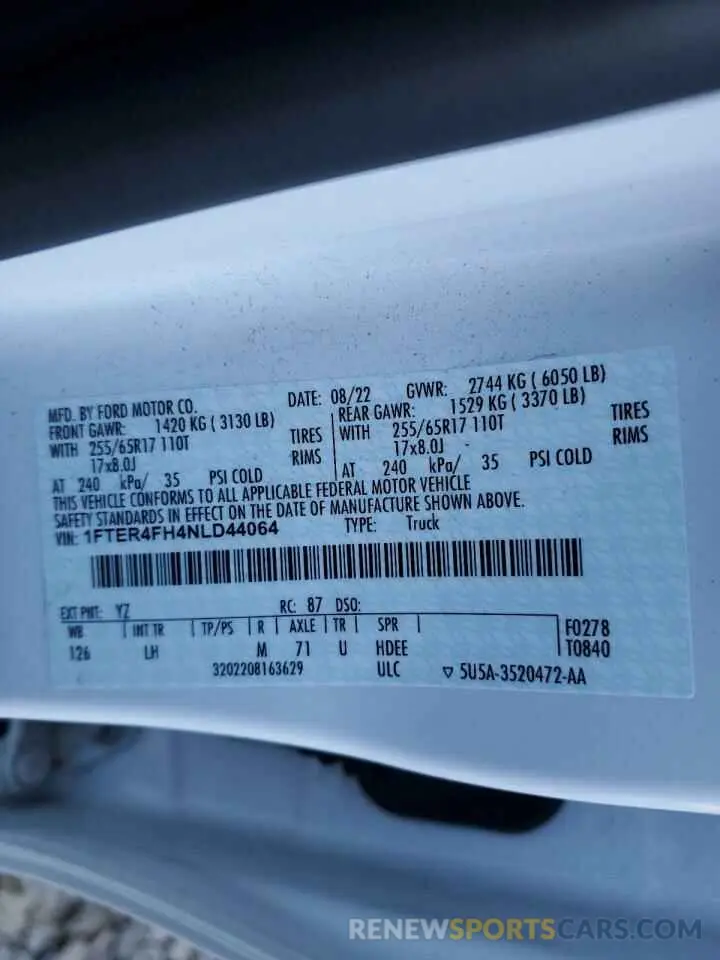 MFD. BY FORD MOTOR CO. DATE: 08/22 GVWR: 2744 KG ( 6050 LB)
FRONT GAWR: 1420 KG ( 3130 LB) REAR GAWR: 1529 KG ( 3370 LB)
WITH 255/65R17 110T TIRES WITH 255/65R17 110T TIRES
17x8.0J RIMS 17x8.0J RIMS
AT 240 kPa/ 35 PSI COLD AT 240 kPa/ 35 PSI COLD
THIS VEHICLE CONFORMS TO ALL APPLICABLE FEDERAL MOTOR VEHICLE
SAFETY STANDARDS IN EFFECT ON THE DATE OF MANUFACTURE SHOWN ABOVE.
VIN: 1FTER4FH4NLD44064 TYPE: Truck
EXT PNT: YZ RC: 87 DSO:
WB INT TR TP/PS R AXLE TR SPR F0278
126 LH M 71 U HDEE T0840
3202208163629 ULC ▽ 5U5A-3520472-AA
RENEWSPORTSCARS.COM